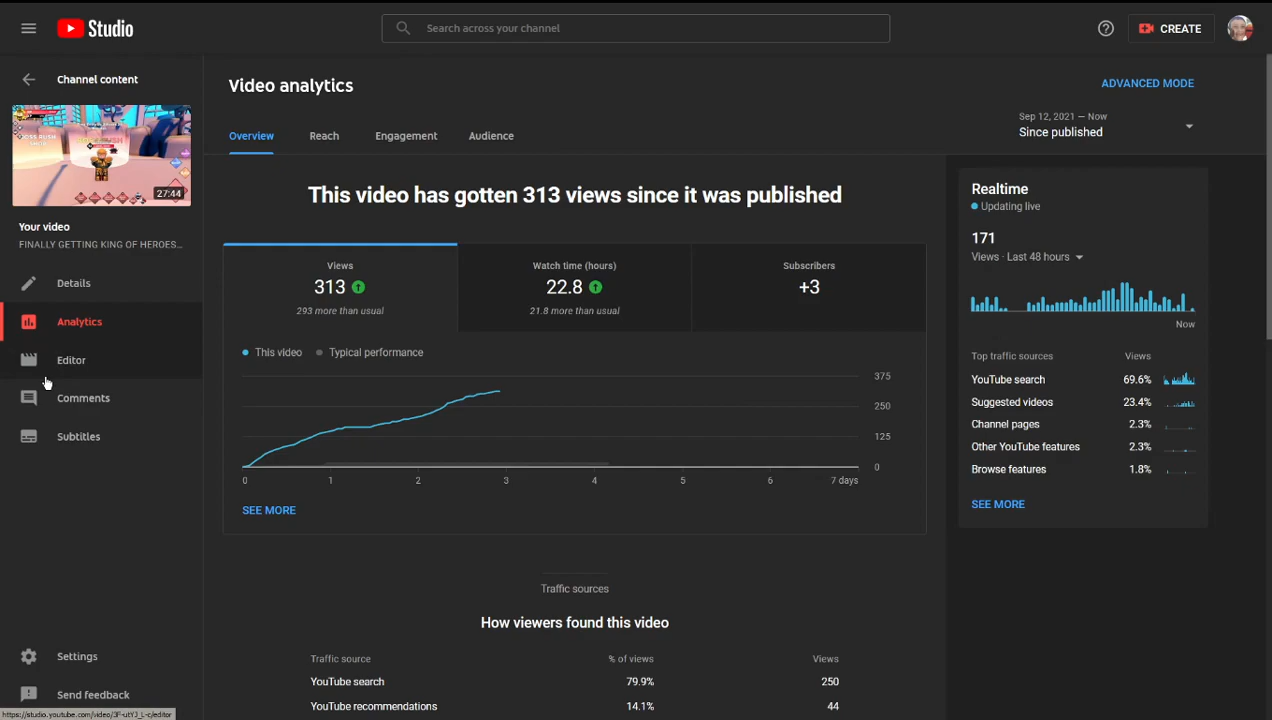 Studio
Search across your channel
CREATE
Channel content
27:44
Your video
FINALLY GETTING KING OF HEROES...
Details
Analytics
Editor
Comments
Subtitles
Settings
Send feedback
Video analytics
ADVANCED MODE
Overview
Reach
Engagement
Audience
Sep 12, 2021 — Now
Since published
This video has gotten 313 views since it was published
Views
313
293 more than usual
Watch time (hours)
22.8
21.8 more than usual
Subscribers
+3
This video
Typical performance
375
250
125
0
0 1 2 3 4 5 6 7 days
SEE MORE
Traffic sources
How viewers found this video
Traffic source % of views Views
YouTube search 79.9% 250
YouTube recommendations 14.1% 44
Realtime
Updating live
171
Views · Last 48 hours
Now
Top traffic sources Views
YouTube search 69.6%
Suggested videos 23.4%
Channel pages 2.3%
Other YouTube features 2.3%
Browse features 1.8%
SEE MORE